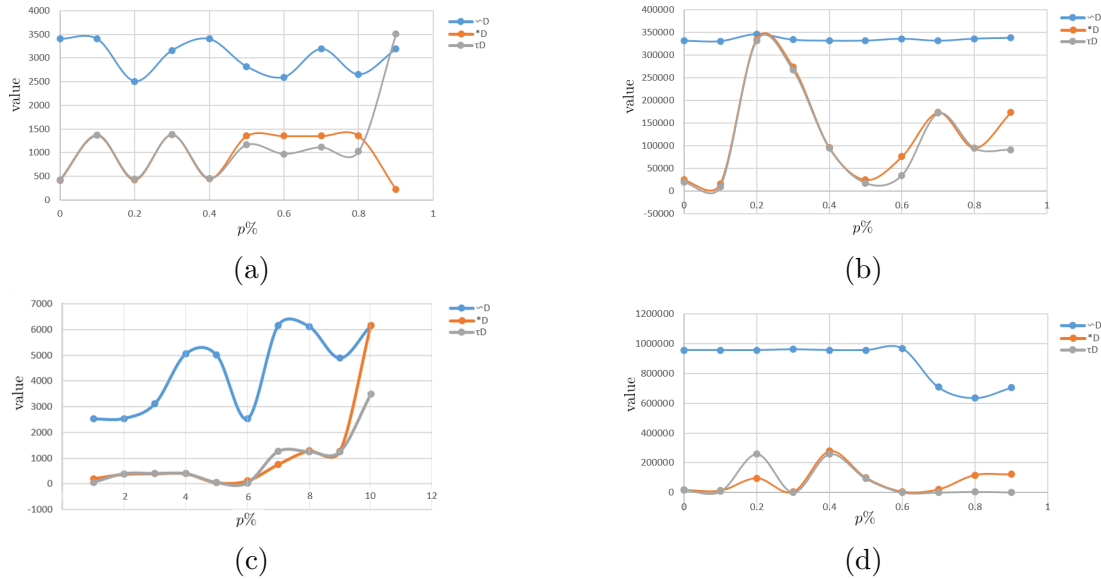 4000
3500
3000
2500
2000
1500
1000
500
0
value
0 0.2 0.4 0.6 0.8 1
p%
∽D
*D
τD
(a)
400000
350000
300000
250000
200000
150000
100000
50000
0
-50000
value
0 0.2 0.4 0.6 0.8 1
p%
∽D
*D
τD
(b)
7000
6000
5000
4000
3000
2000
1000
0
-1000
value
2 4 6 8 10 12
p%
∽D
*D
τD
(c)
1200000
1000000
800000
600000
400000
200000
0
value
0 0.2 0.4 0.6 0.8 1
p%
∽D
*D
τD
(d)